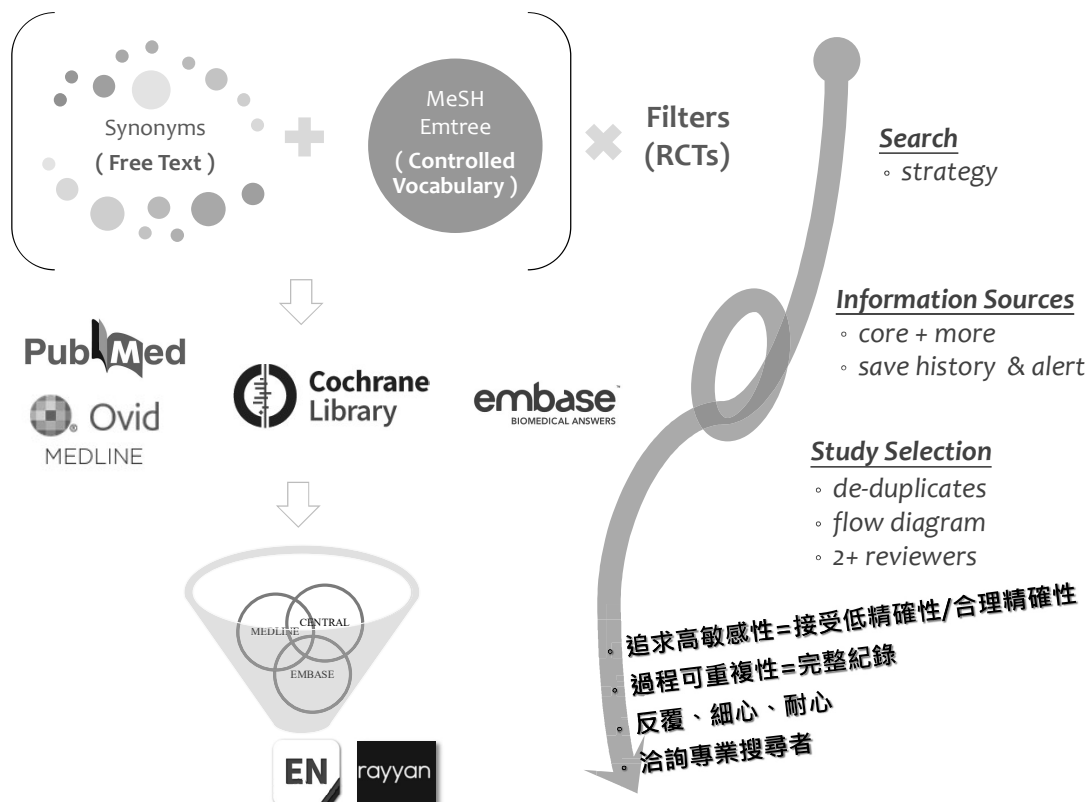 Synonyms
( Free Text )
MeSH
Emtree
( Controlled
Vocabulary )
Filters
(RCTs)
PubMed
Ovid
®
MEDLINE
Cochrane
Library
embase™
BIOMEDICAL ANSWERS
MEDLINE
CENTRAL
EMBASE
EN
rayyan
Search
◦ strategy
Information Sources
◦ core + more
◦ save history & alert
Study Selection
◦ de-duplicates
◦ flow diagram
◦ 2+ reviewers
。追求高敏感性=接受低精確性/合理精確性
。過程可重複性=完整紀錄
。反覆、細心、耐心
。洽詢專業搜尋者